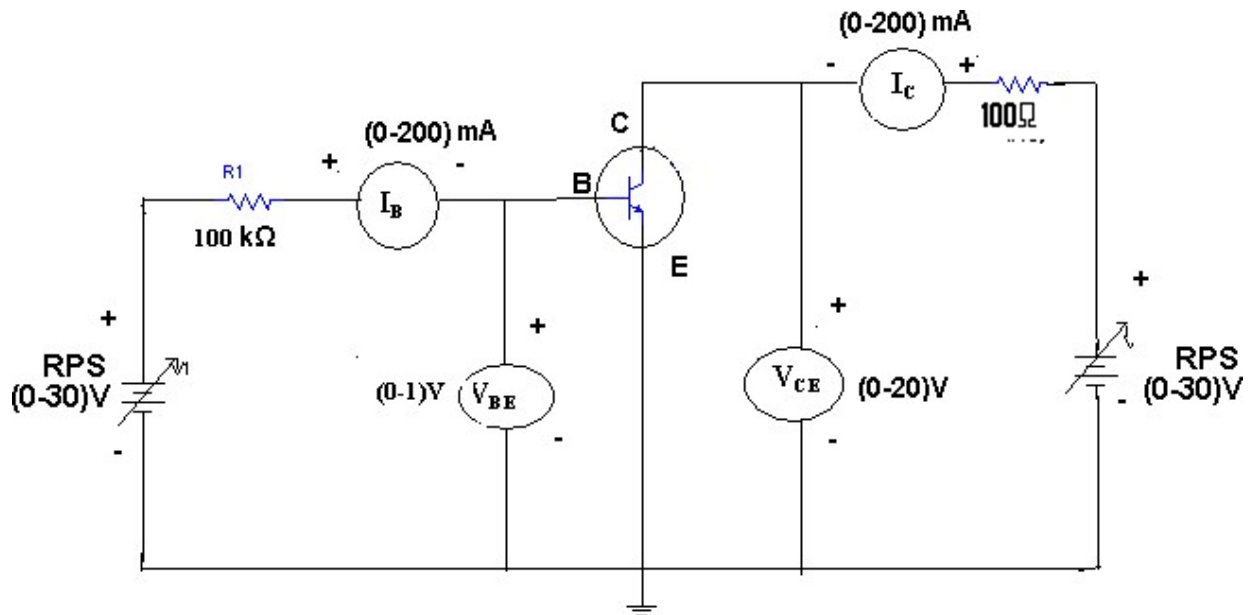 (0-200) mA
- +
I_C
100Ω
C
(0-200) mA
+ -
R1
I_B
B
100 kΩ
E
+
RPS
(0-30)V
-
+
(0-1)V
V_BE
-
+
V_CE
(0-20)V
-
+
RPS
(0-30)V
-